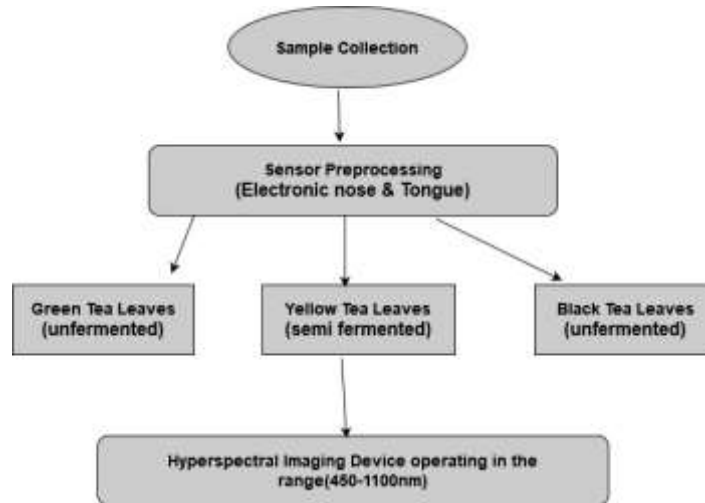 Sample Collection
Sensor Preprocessing
(Electronic nose & Tongue)
Green Tea Leaves
(unfermented)
Yellow Tea Leaves
(semi fermented)
Black Tea Leaves
(unfermented)
Hyperspectral Imaging Device operating in the
range(450-1100nm)